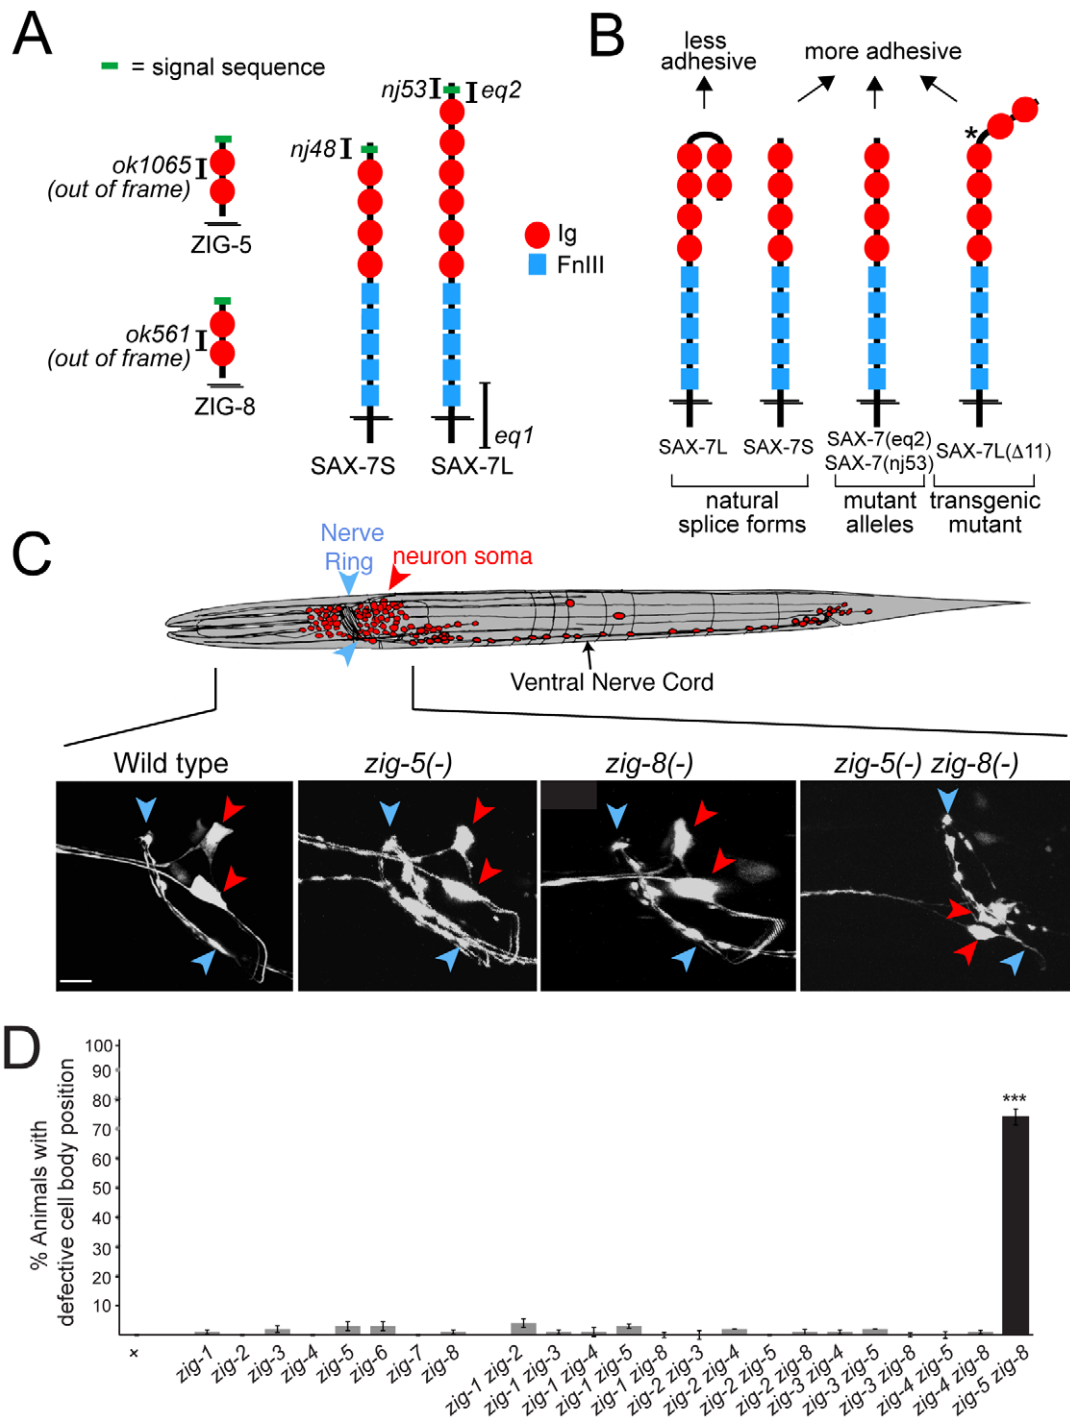 A
= signal sequence
nj53
eq2
nj48
ok1065
(out of frame)
ZIG-5
ok561
(out of frame)
ZIG-8
Ig
FnIII
eq1
SAX-7S
SAX-7L
B
less
adhesive
more adhesive
*
SAX-7L
SAX-7S
SAX-7(eq2)
SAX-7(nj53)
SAX-7L(Δ11)
natural
splice forms
mutant
alleles
transgenic
mutant
C
Nerve
Ring
neuron soma
Ventral Nerve Cord
Wild type
zig-5(-)
zig-8(-)
zig-5(-) zig-8(-)
D
% Animals with
defective cell body position
100
90
80
70
60
50
40
30
20
10
***
+
zig-1
zig-2
zig-3
zig-4
zig-5
zig-6
zig-7
zig-8
zig-1 zig-2
zig-1 zig-3
zig-1 zig-4
zig-1 zig-5
zig-1 zig-8
zig-2 zig-3
zig-2 zig-4
zig-2 zig-5
zig-2 zig-8
zig-3 zig-4
zig-3 zig-5
zig-3 zig-8
zig-4 zig-5
zig-4 zig-8
zig-5 zig-8